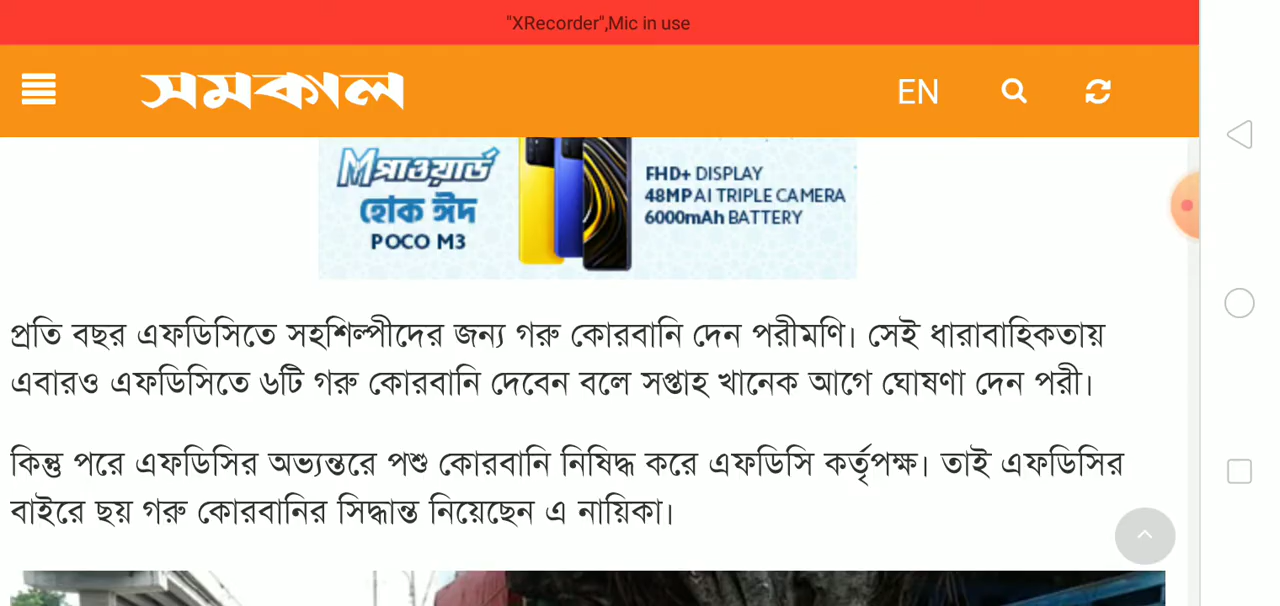 "XRecorder",Mic in use
সমকাল
EN
Mপাওয়ার্ড
হোক ঈদ
POCO M3
FHD+ DISPLAY
48MP AI TRIPLE CAMERA
6000mAh BATTERY
প্রতি বছর এফডিসিতে সহশিল্পীদের জন্য গরু কোরবানি দেন পরীমণি। সেই ধারাবাহিকতায়
এবারও এফডিসিতে ৬টি গরু কোরবানি দেবেন বলে সপ্তাহ খানেক আগে ঘোষণা দেন পরী।
কিন্তু পরে এফডিসির অভ্যন্তরে পশু কোরবানি নিষিদ্ধ করে এফডিসি কর্তৃপক্ষ। তাই এফডিসির
বাইরে ছয় গরু কোরবানির সিদ্ধান্ত নিয়েছেন এ নায়িকা।